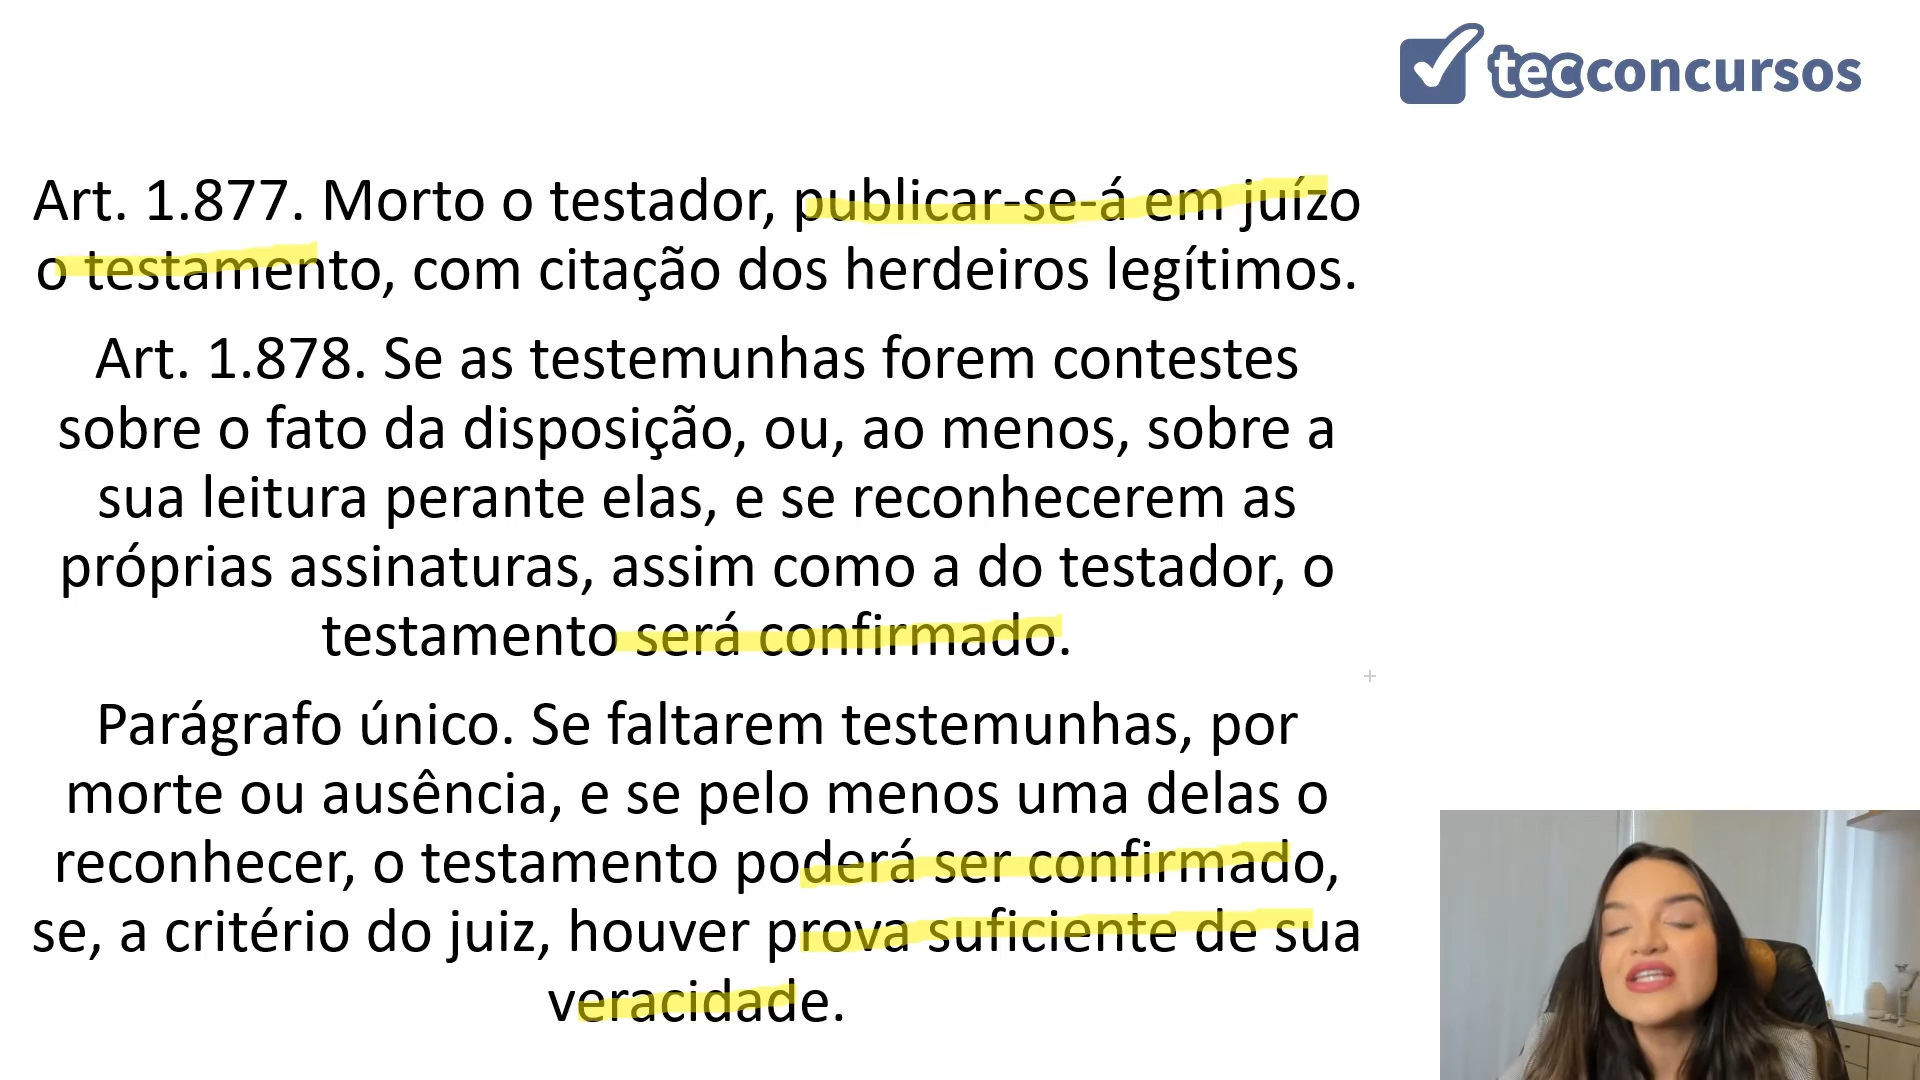 tecconcursos
Art. 1.877. Morto o testador, publicar-se-á em juízo
o testamento, com citação dos herdeiros legítimos.
Art. 1.878. Se as testemunhas forem contestes
sobre o fato da disposição, ou, ao menos, sobre a
sua leitura perante elas, e se reconhecerem as
próprias assinaturas, assim como a do testador, o
testamento será confirmado.
Parágrafo único. Se faltarem testemunhas, por
morte ou ausência, e se pelo menos uma delas o
reconhecer, o testamento poderá ser confirmado,
se, a critério do juiz, houver prova suficiente de sua
veracidade.